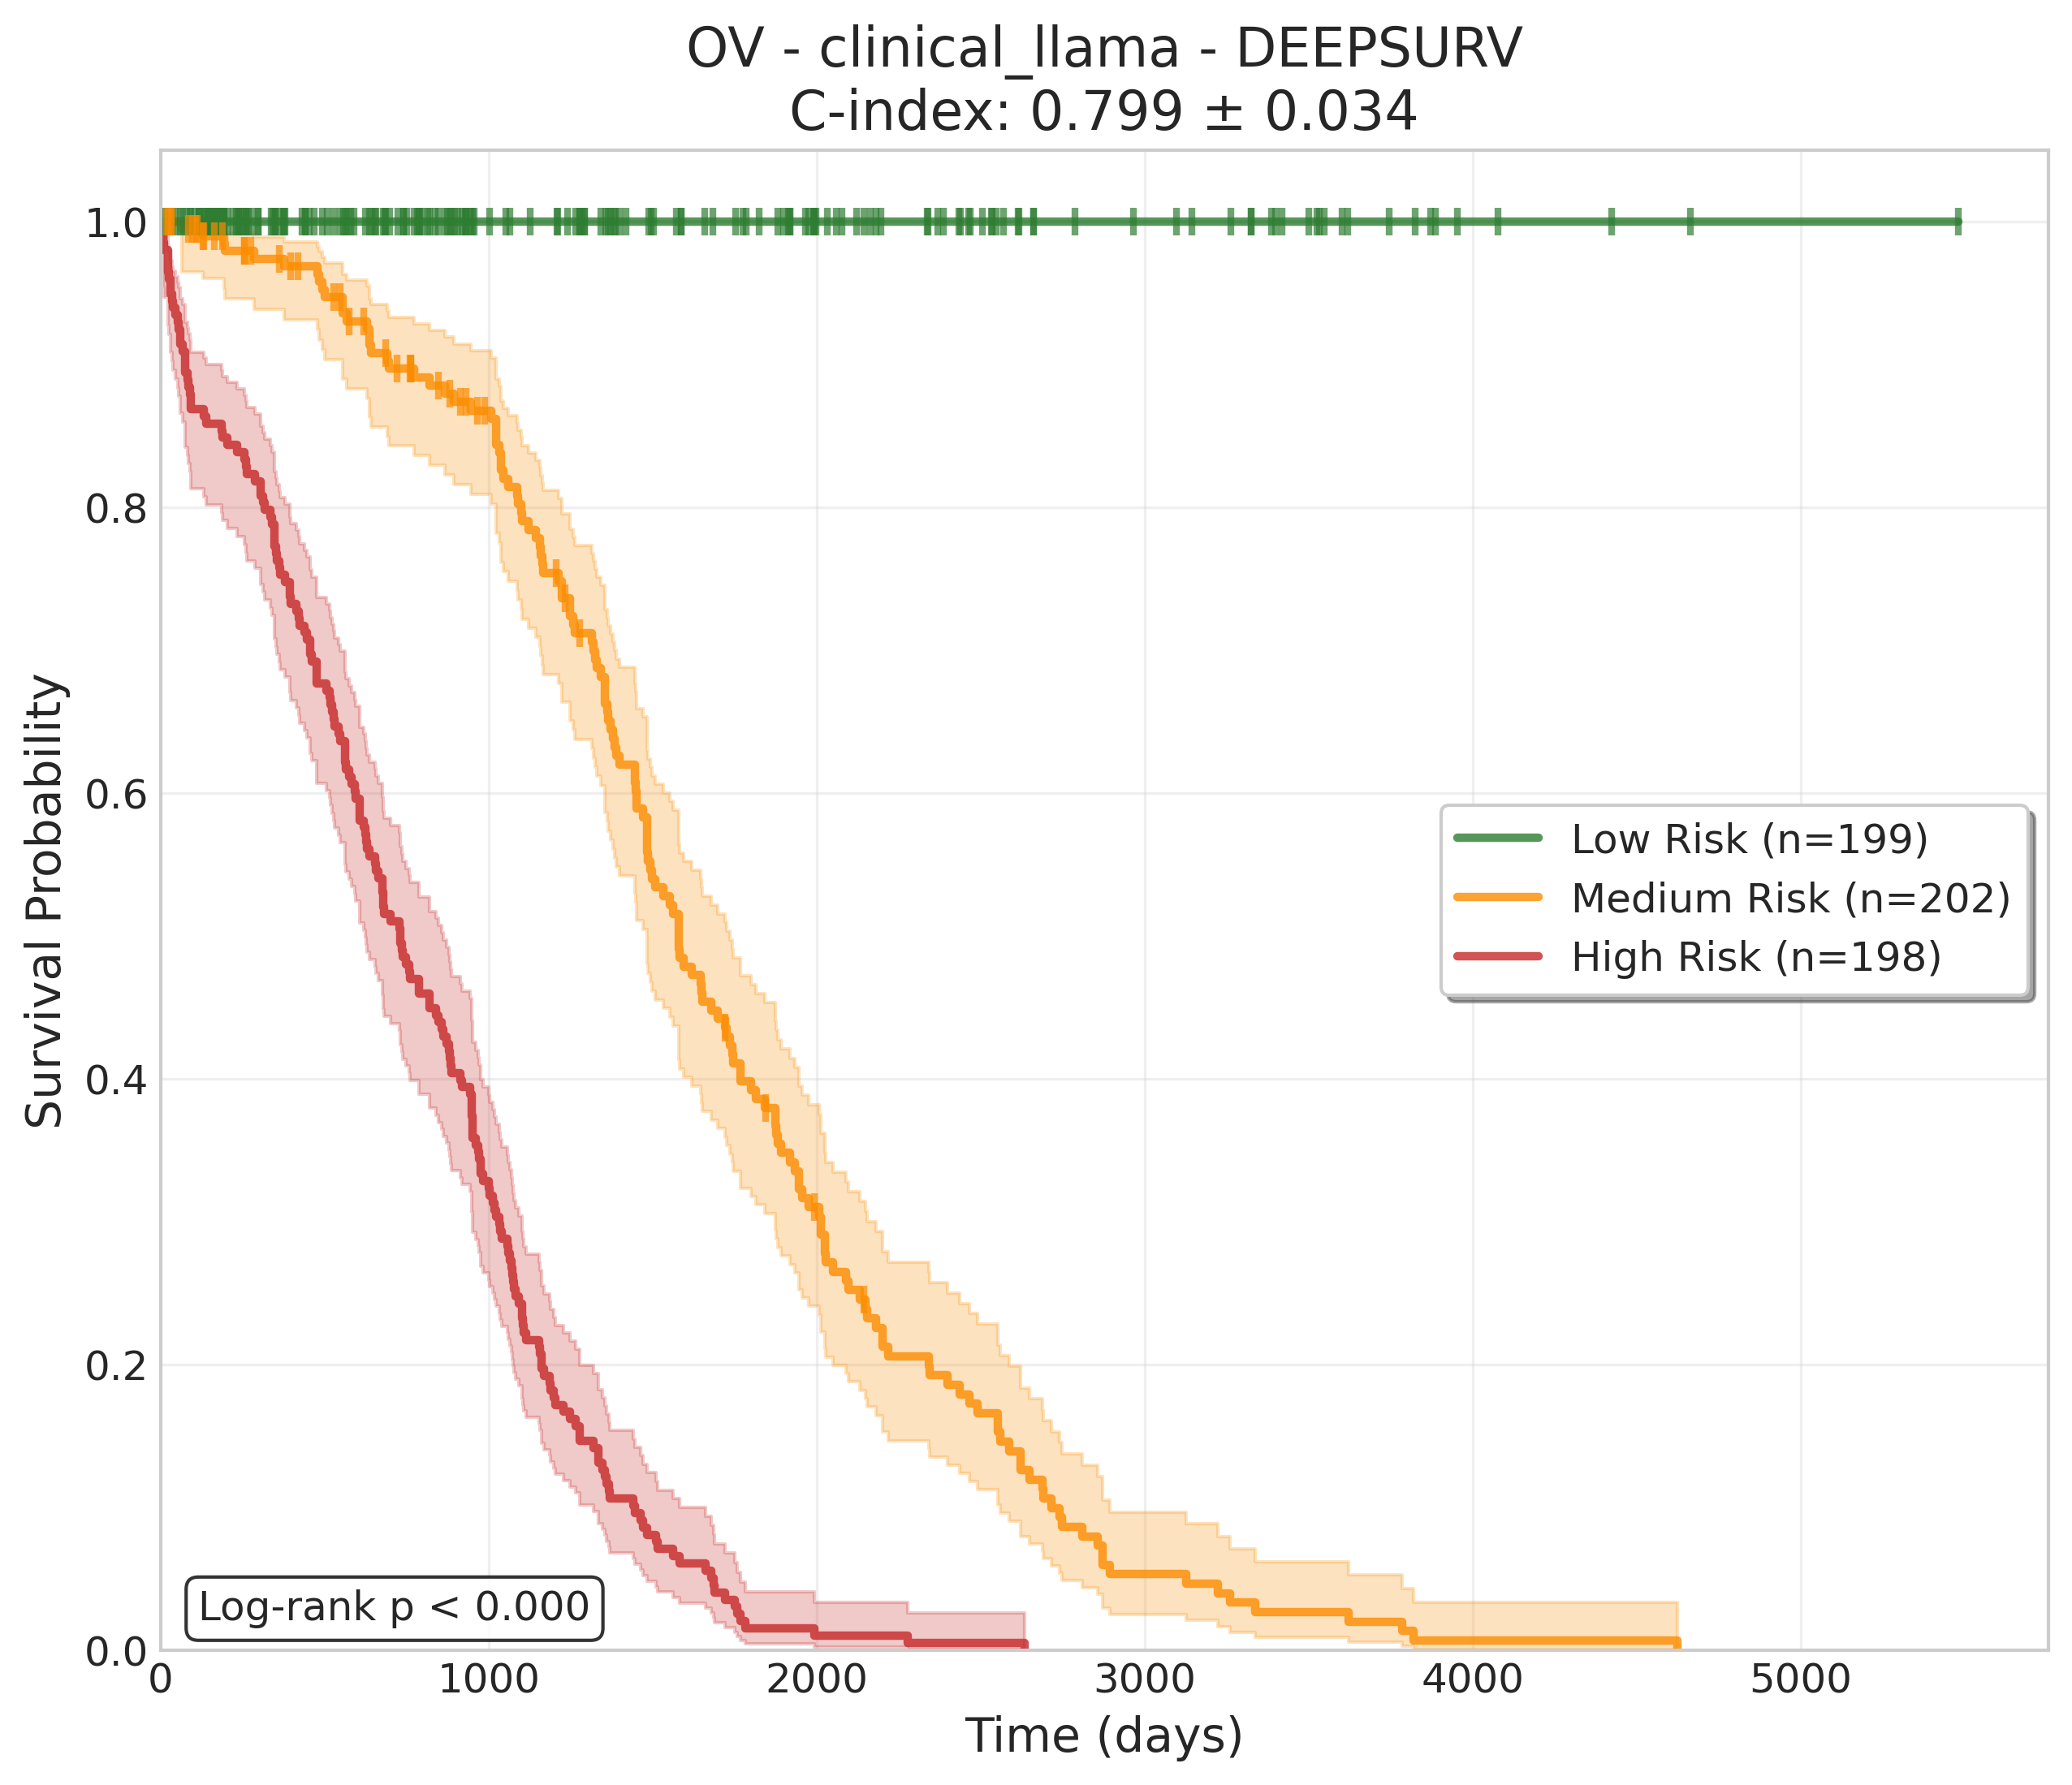 OV - clinical_llama - DEEPSURV
C-index: 0.799 ± 0.034
Survival Probability
1.0
0.8
0.6
0.4
0.2
0.0
Low Risk (n=199)
Medium Risk (n=202)
High Risk (n=198)
Log-rank p < 0.000
0 1000 2000 3000 4000 5000
Time (days)